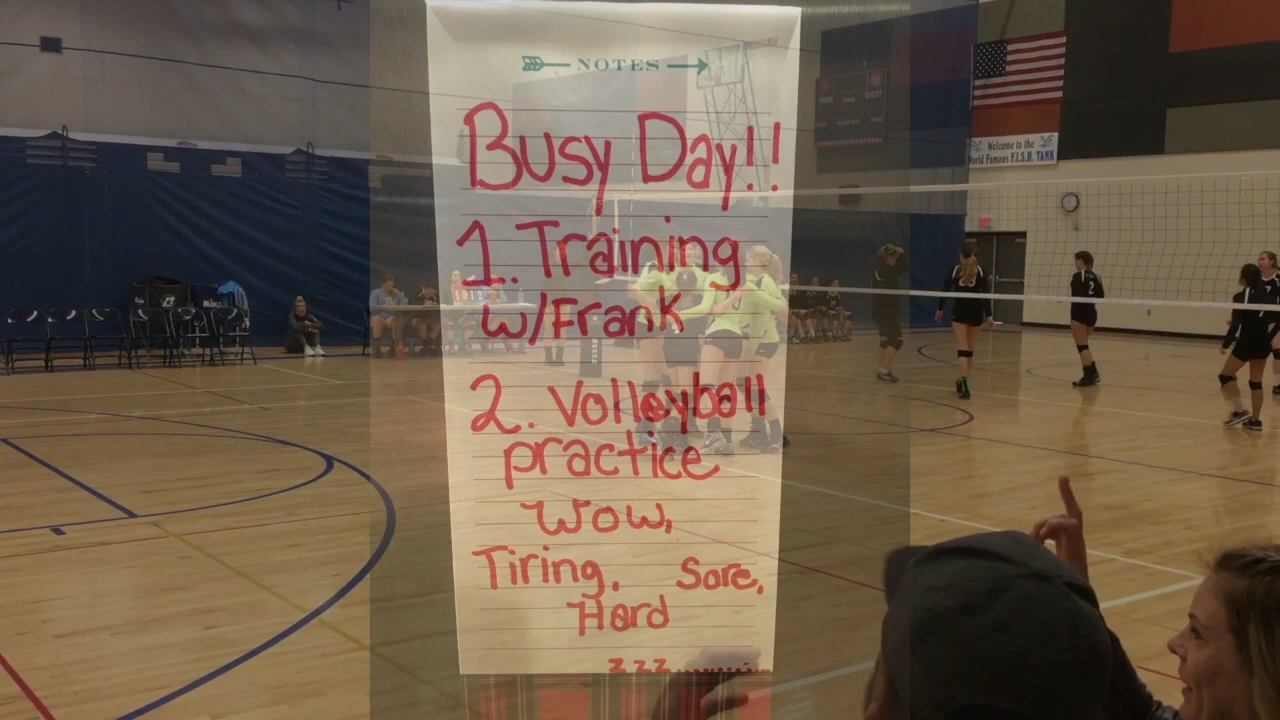 NOTES
Busy Day!!
1. Training
w/Frank
2. Volleyball
practice
Wow,
Tiring. Sore,
Hard
zzz........
Welcome to the
World Famous F.I.S.H. TANK
2